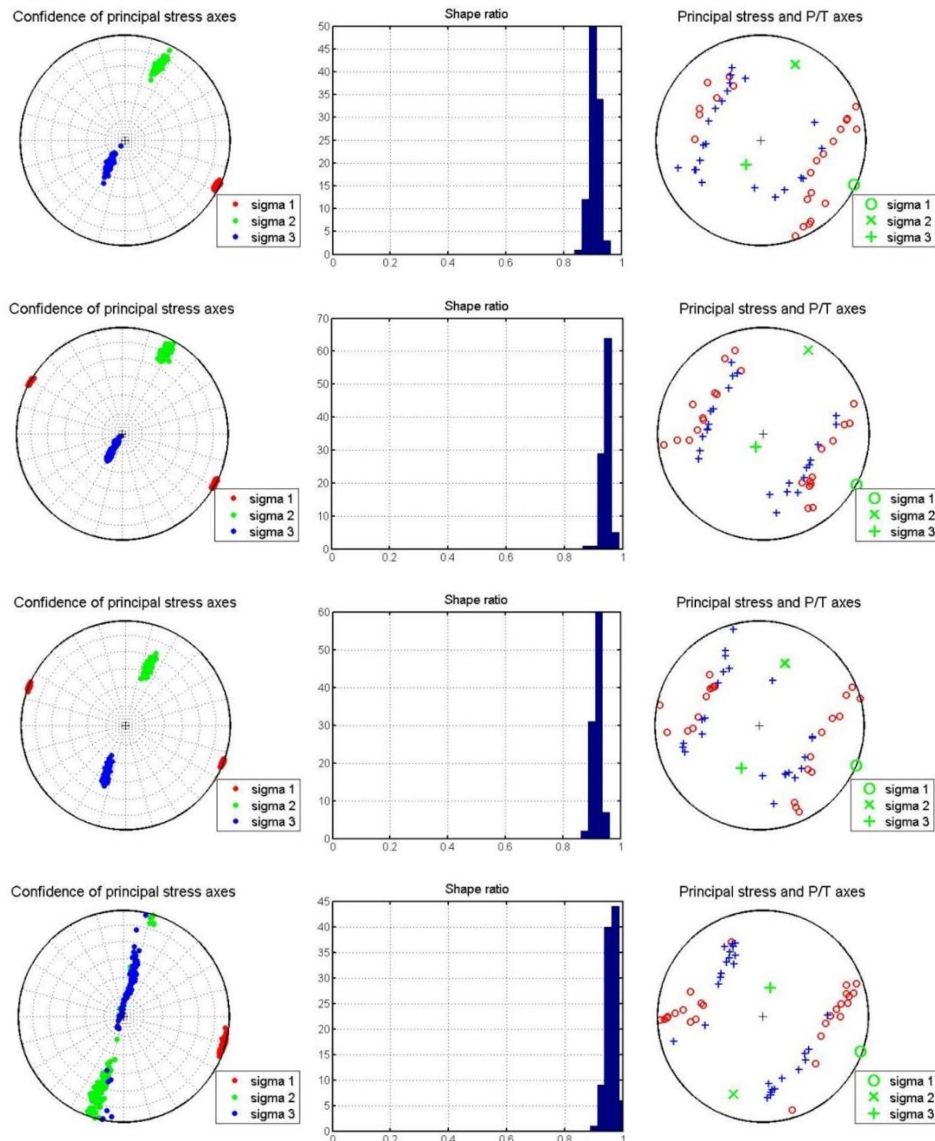 Confidence of principal stress axes
Shape ratio
Principal stress and P/T axes
sigma 1
sigma 2
sigma 3
50
45
40
35
30
25
20
15
10
5
0
0 0.2 0.4 0.6 0.8 1
sigma 1
sigma 2
sigma 3
Confidence of principal stress axes
Shape ratio
Principal stress and P/T axes
sigma 1
sigma 2
sigma 3
70
60
50
40
30
20
10
0
0 0.2 0.4 0.6 0.8 1
sigma 1
sigma 2
sigma 3
Confidence of principal stress axes
Shape ratio
Principal stress and P/T axes
sigma 1
sigma 2
sigma 3
60
50
40
30
20
10
0
0 0.2 0.4 0.6 0.8 1
sigma 1
sigma 2
sigma 3
Confidence of principal stress axes
Shape ratio
Principal stress and P/T axes
sigma 1
sigma 2
sigma 3
45
40
35
30
25
20
15
10
5
0
0 0.2 0.4 0.6 0.8 1
sigma 1
sigma 2
sigma 3